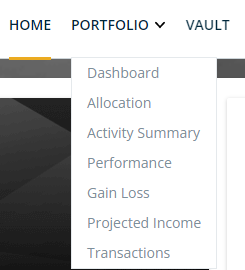 HOME PORTFOLIO VAULT
Dashboard
Allocation
Activity Summary
Performance
Gain Loss
Projected Income
Transactions